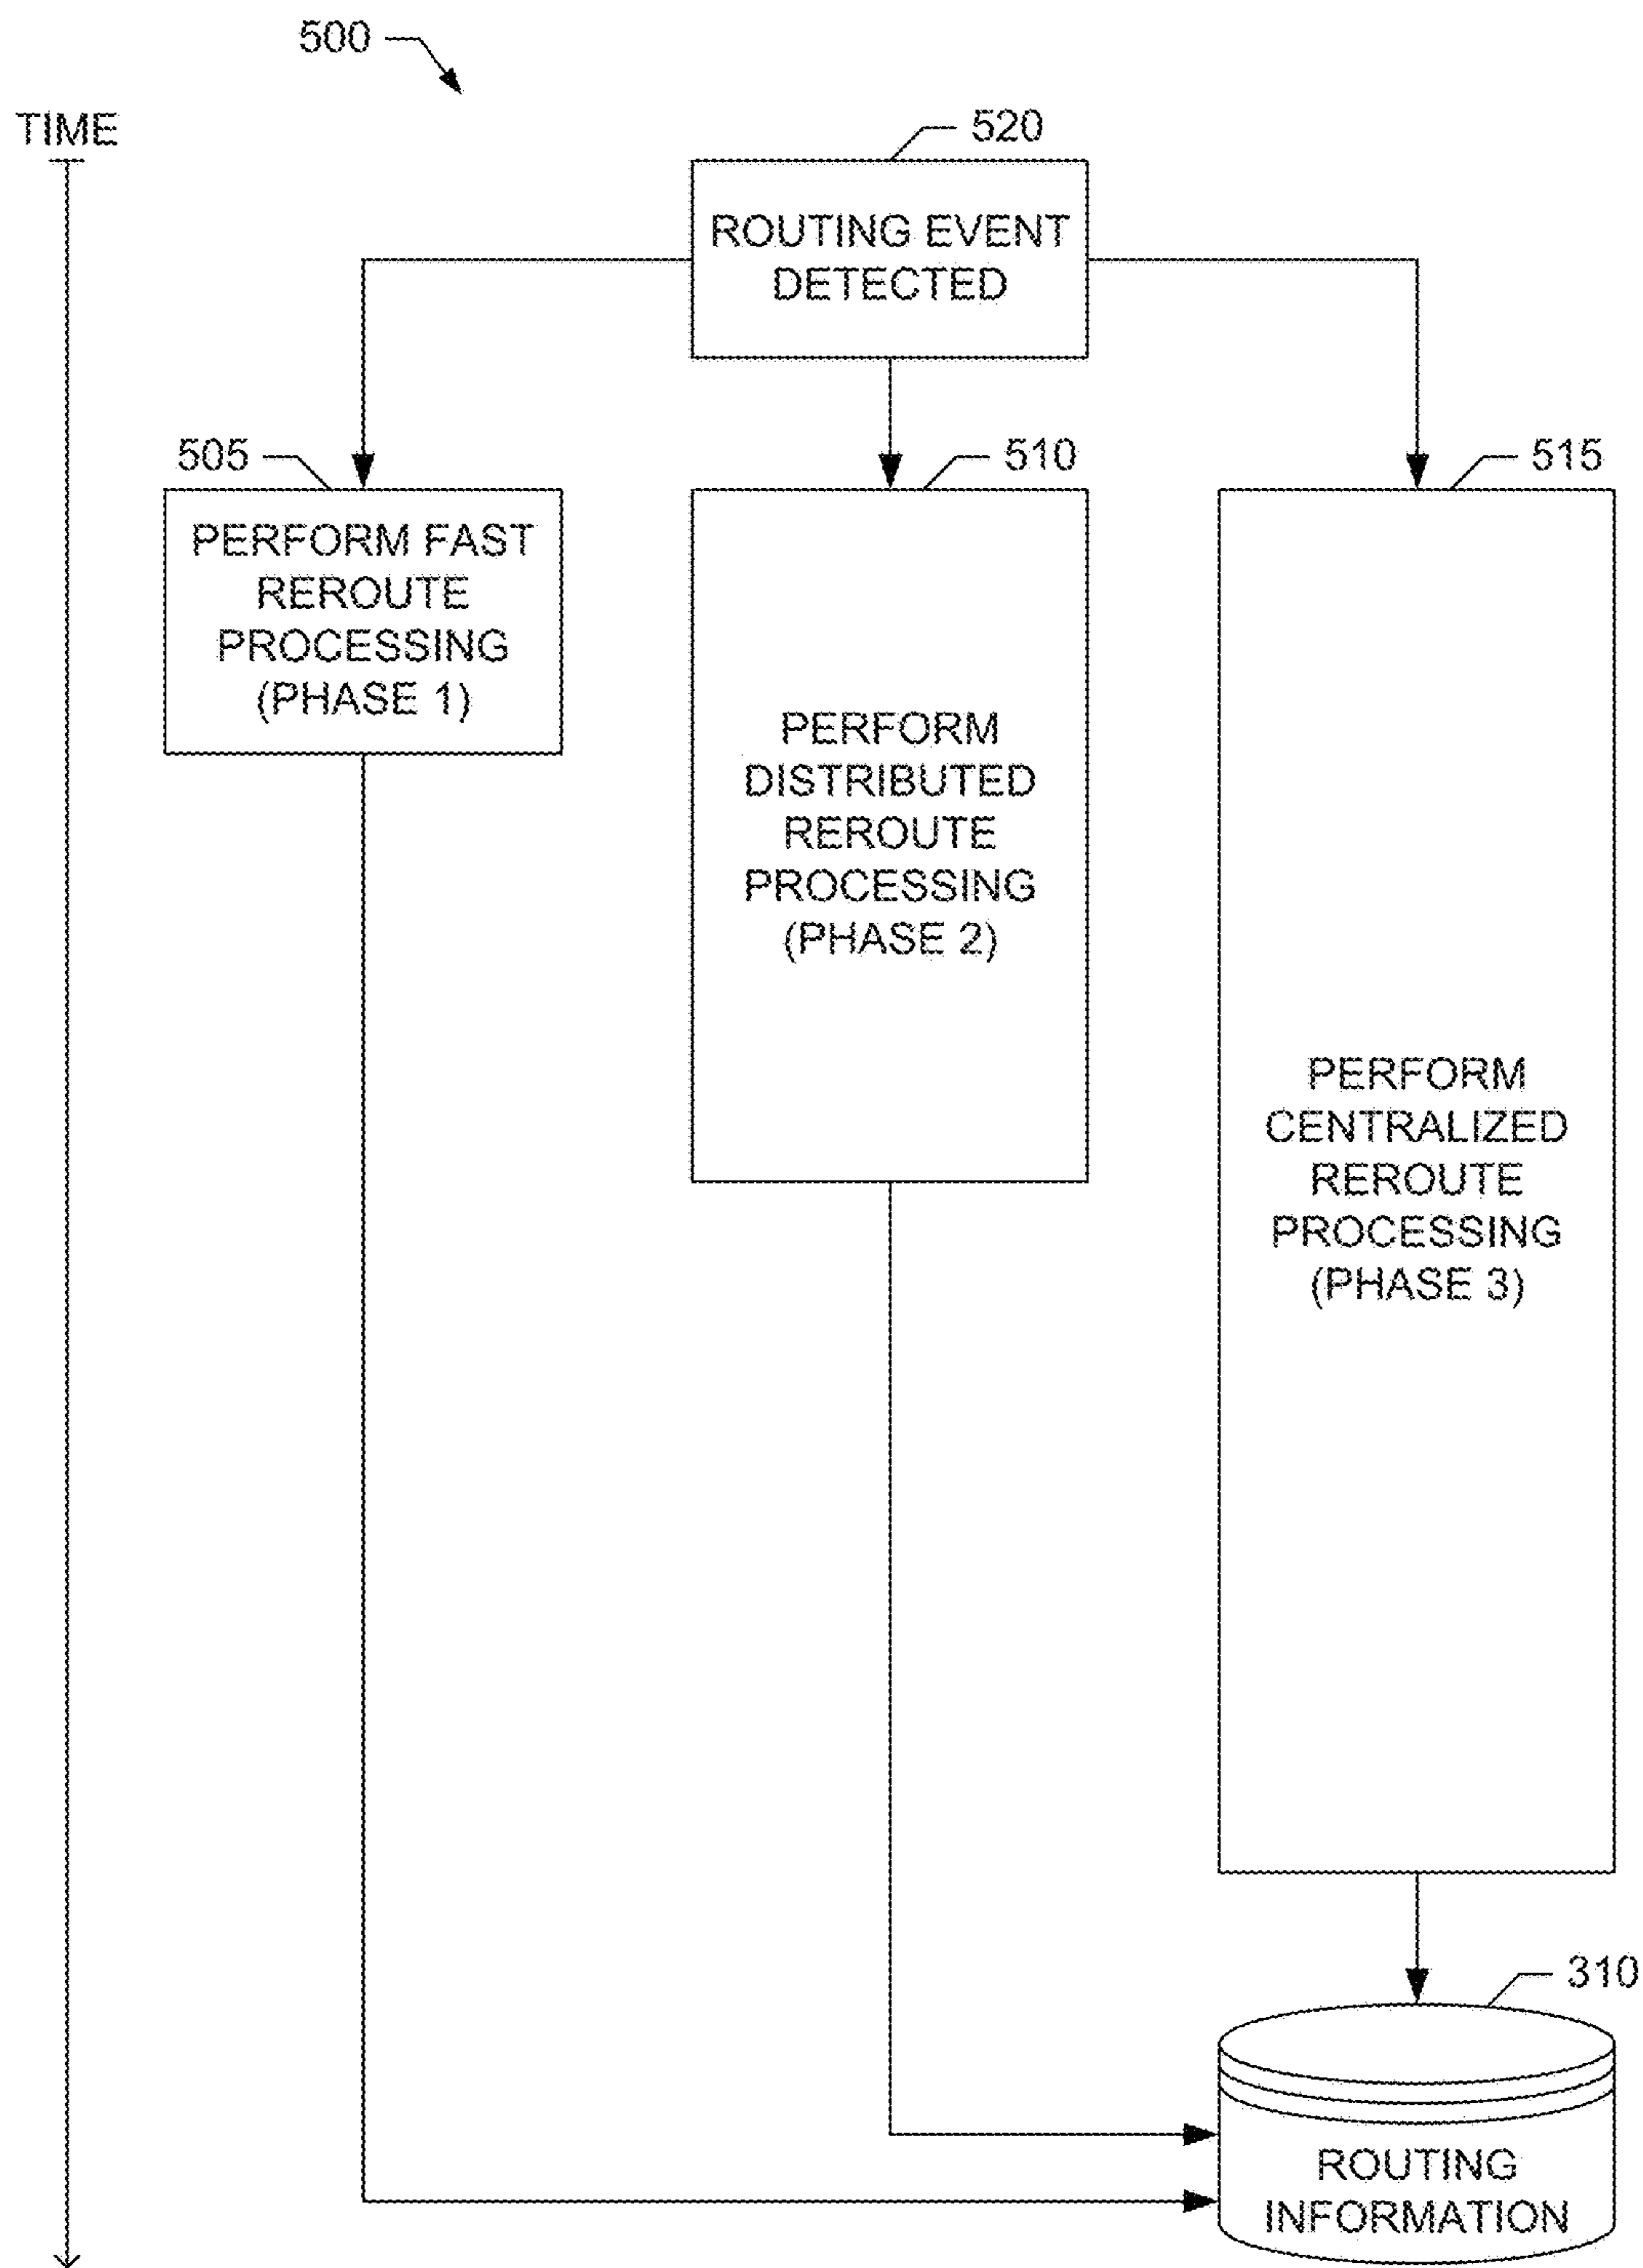 500
TIME
520
ROUTING EVENT
DETECTED
505
510
515
PERFORM FAST
REROUTE
PROCESSING
(PHASE 1)
PERFORM
DISTRIBUTED
REROUTE
PROCESSING
(PHASE 2)
PERFORM
CENTRALIZED
REROUTE
PROCESSING
(PHASE 3)
310
ROUTING
INFORMATION